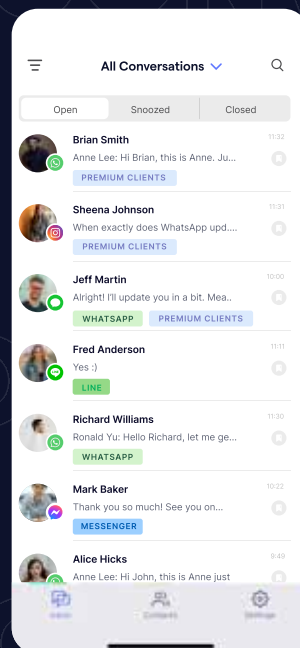 All Conversations
Open Snoozed Closed
Brian Smith 11:32
Anne Lee: Hi Brian, this is Anne. Ju...
PREMIUM CLIENTS
Sheena Johnson 11:31
When exactly does WhatsApp upd....
PREMIUM CLIENTS
Jeff Martin 10:00
Alright! I'll update you in a bit. Mea..
WHATSAPP PREMIUM CLIENTS
Fred Anderson 11:11
Yes :)
LINE
Richard Williams 11:30
Ronald Yu: Hello Richard, let me ge...
WHATSAPP
Mark Baker 10:22
Thank you so much! See you on...
MESSENGER
Alice Hicks 9:49
Anne Lee: Hi John, this is Anne just
Contacts Settings